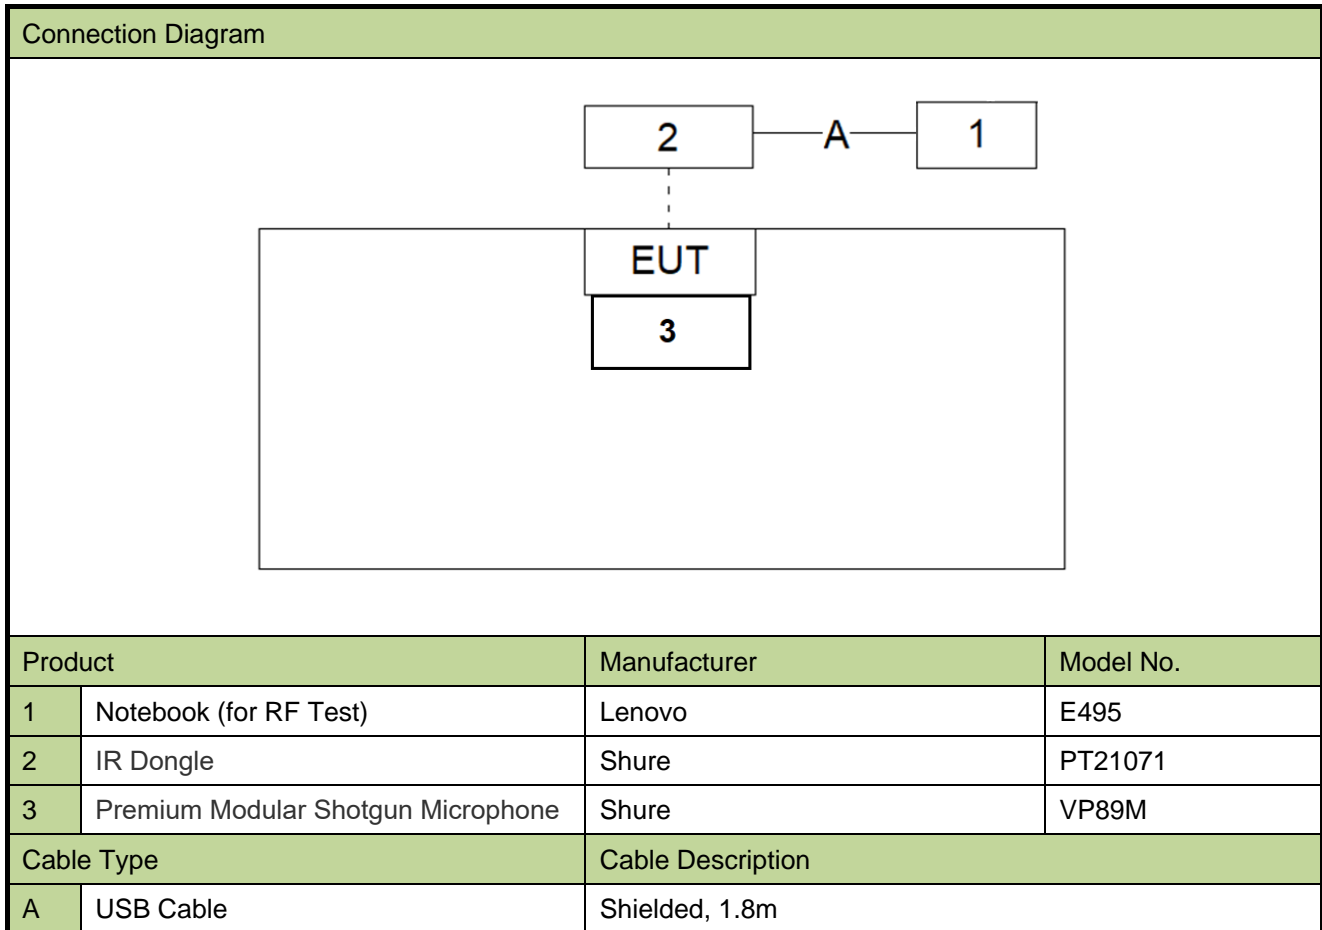 Connection Diagram
2 A 1
EUT
3
Product Manufacturer Model No.
1 Notebook (for RF Test) Lenovo E495
2 IR Dongle Shure PT21071
3 Premium Modular Shotgun Microphone Shure VP89M
Cable Type Cable Description
A USB Cable Shielded, 1.8m